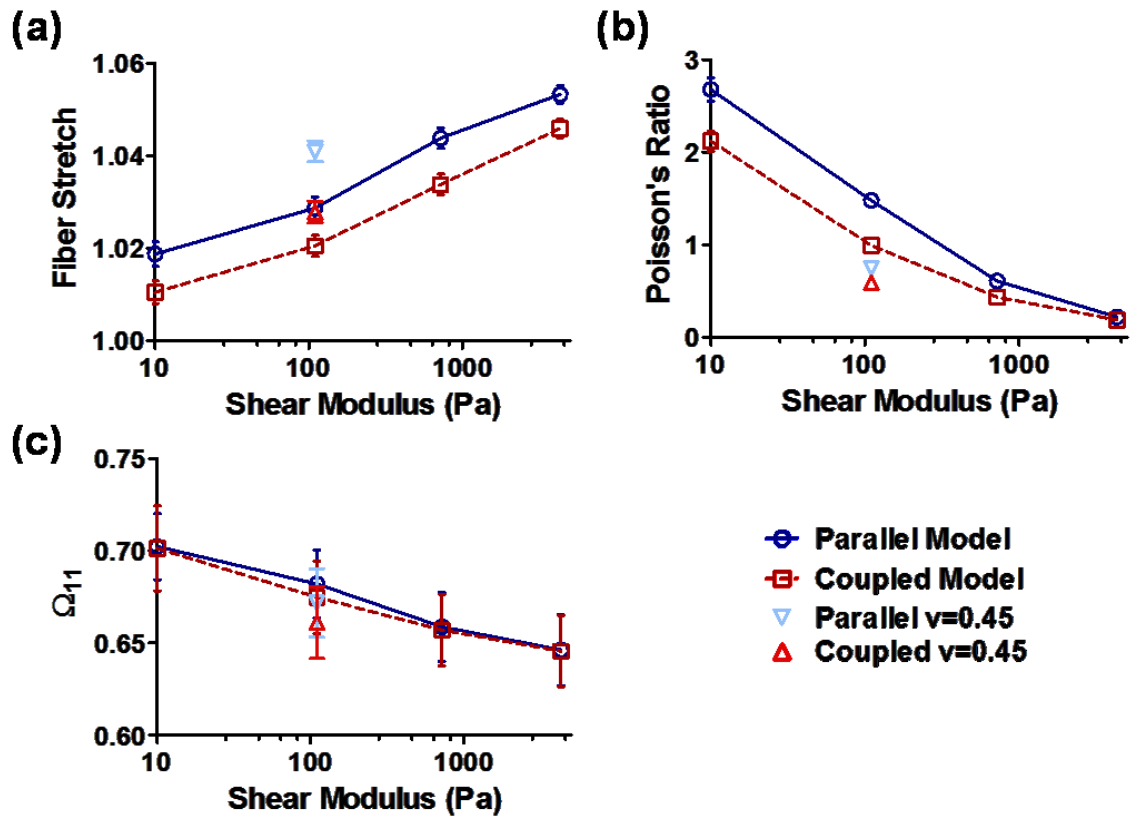 (a)
1.06
1.04
1.02
1.00
Fiber Stretch
10
100
1000
Shear Modulus (Pa)
(b)
3
2
1
0
Poisson's Ratio
10
100
1000
Shear Modulus (Pa)
(c)
0.75
0.70
0.65
0.60
Ω11
10
100
1000
Shear Modulus (Pa)
Parallel Model
Coupled Model
Parallel v=0.45
Coupled v=0.45